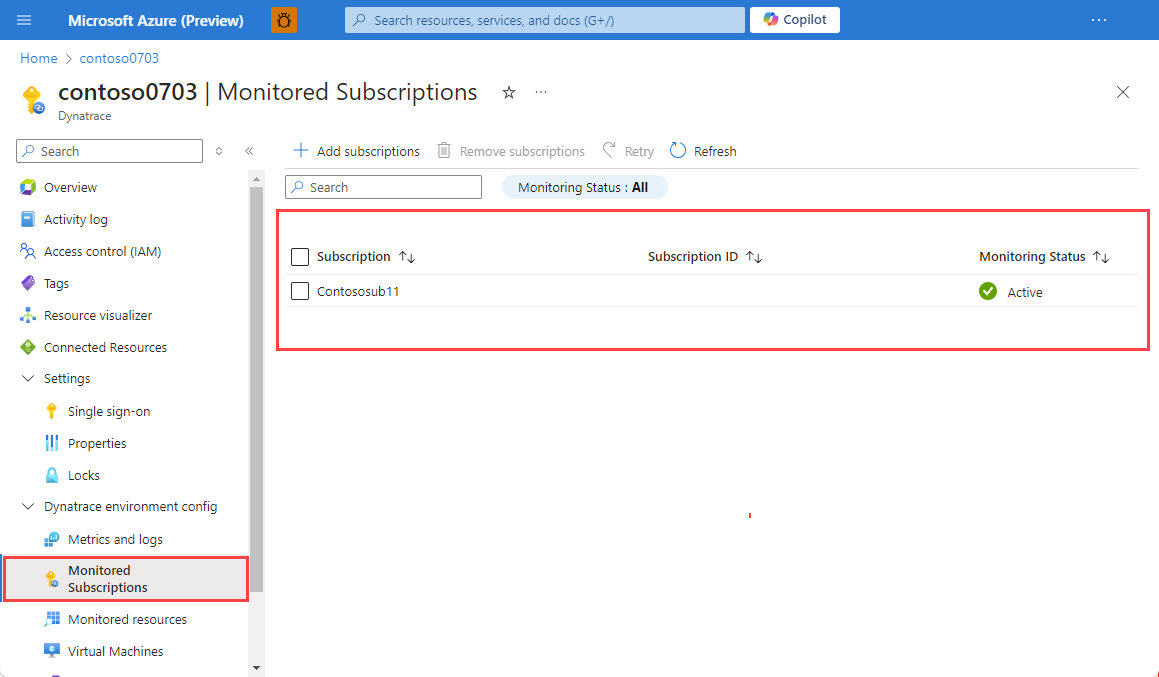 Microsoft Azure (Preview)
Search resources, services, and docs (G+/)
Copilot
Home > contoso0703
contoso0703 | Monitored Subscriptions
Dynatrace
Search
Add subscriptions
Remove subscriptions
Retry
Refresh
Overview
Activity log
Access control (IAM)
Tags
Resource visualizer
Connected Resources
Settings
Single sign-on
Properties
Locks
Dynatrace environment config
Metrics and logs
Monitored
Subscriptions
Monitored resources
Virtual Machines
Search
Monitoring Status : All
Subscription
Subscription ID
Monitoring Status
Contososub11
Active